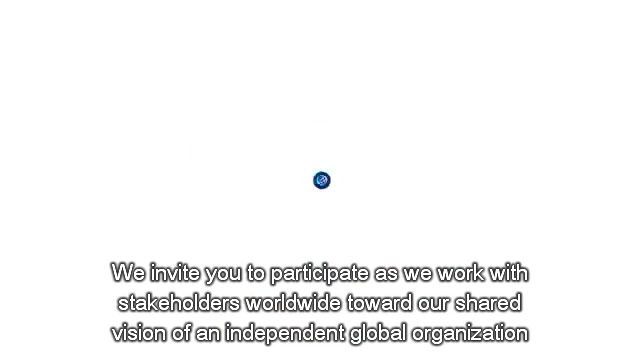 We invite you to participate as we work with
stakeholders worldwide toward our shared
vision of an independent global organization